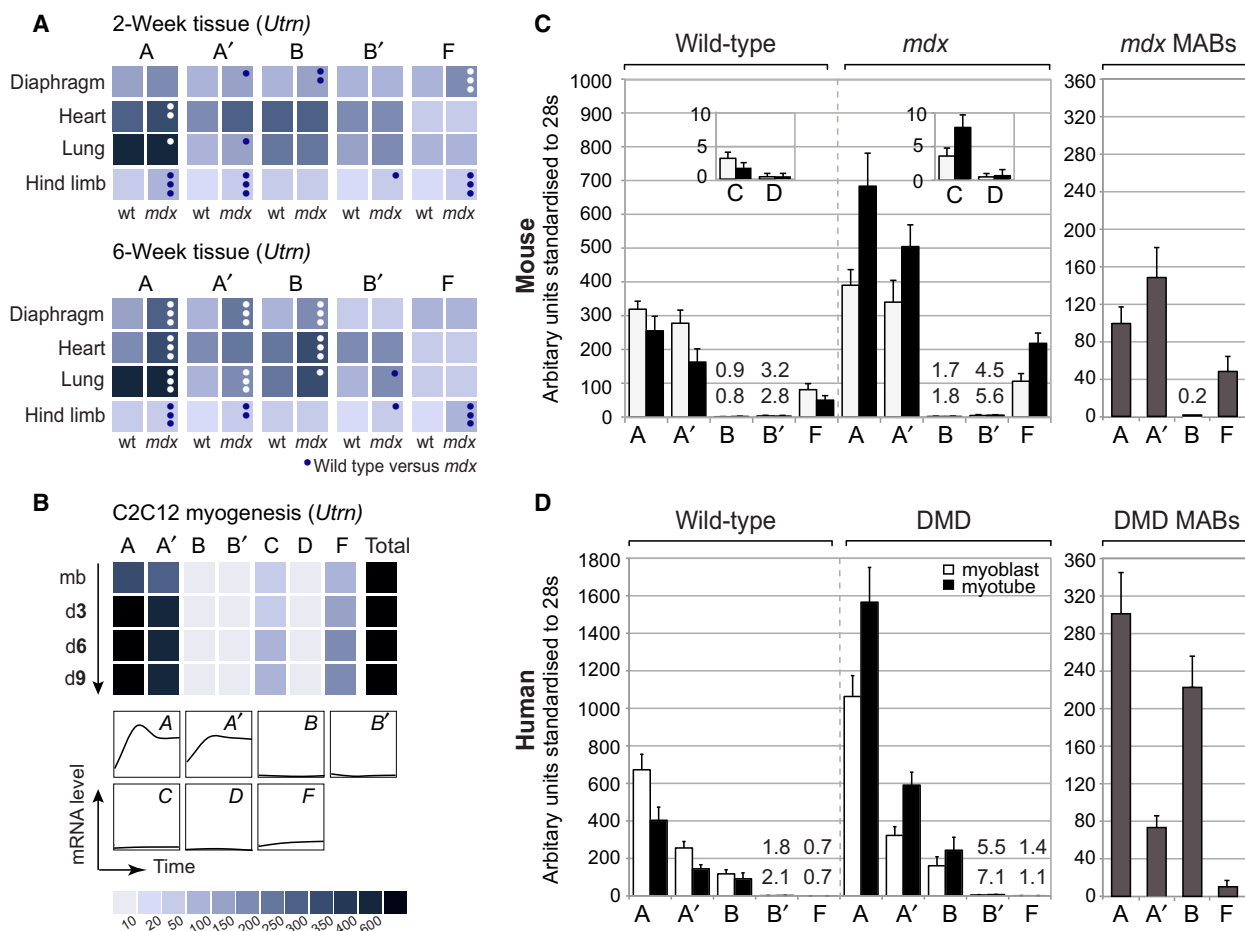 A
2-Week tissue (Utrn)
A A′ B B′ F
Diaphragm
Heart
Lung
Hind limb
wt mdx wt mdx wt mdx wt mdx wt mdx
6-Week tissue (Utrn)
A A′ B B′ F
Diaphragm
Heart
Lung
Hind limb
wt mdx wt mdx wt mdx wt mdx wt mdx
Wild type versus mdx
B
C2C12 myogenesis (Utrn)
A A′ B B′ C D F Total
mb
d3
d6
d9
A A′ B B′
C D F
mRNA level
Time
10 20 50 100 150 200 250 300 350 400 600
C
Wild-type mdx mdx MABs
Mouse
Arbitary units standardised to 28s
1000
900
800
700
600
500
400
300
200
100
0
10
5
0
C D
10
5
0
C D
0.9 3.2
0.8 2.8
1.7 4.5
1.8 5.6
A A′ B B′ F A A′ B B′ F
360
320
280
240
200
160
120
80
40
0
0.2
A A′ B F
D
Wild-type DMD DMD MABs
Human
Arbitary units standardised to 28s
1800
1600
1400
1200
1000
800
600
400
200
0
myoblast
myotube
1.8 0.7
2.1 0.7
5.5 1.4
7.1 1.1
A A′ B B′ F A A′ B B′ F
360
320
280
240
200
160
120
80
40
0
A A′ B F